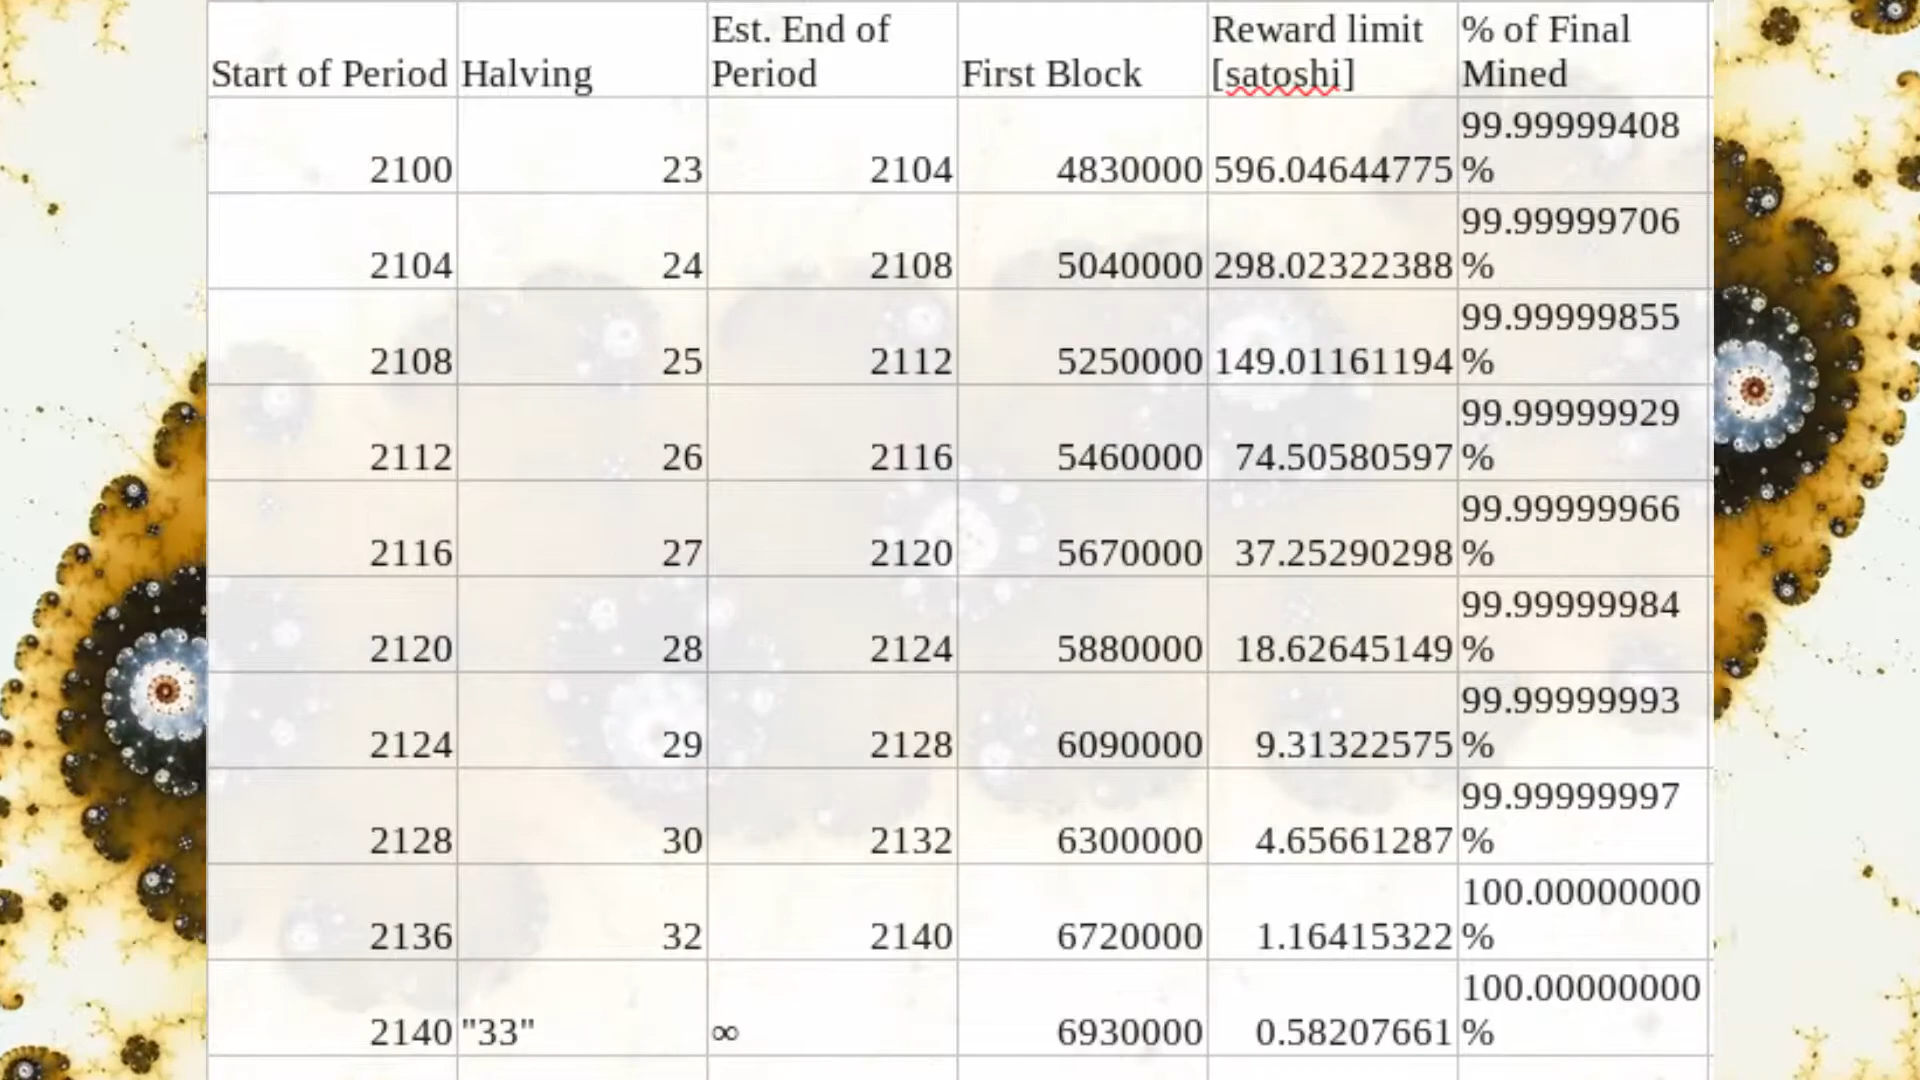 Start of Period Halving Est. End of Period First Block Reward limit [satoshi] % of Final Mined
2100 23 2104 4830000 596.04644775 99.99999408 %
2104 24 2108 5040000 298.02322388 99.99999706 %
2108 25 2112 5250000 149.01161194 99.99999855 %
2112 26 2116 5460000 74.50580597 99.99999929 %
2116 27 2120 5670000 37.25290298 99.99999966 %
2120 28 2124 5880000 18.62645149 99.99999984 %
2124 29 2128 6090000 9.31322575 99.99999993 %
2128 30 2132 6300000 4.65661287 99.99999997 %
2136 32 2140 6720000 1.16415322 100.00000000 %
2140 "33" ∞ 6930000 0.58207661 100.00000000 %